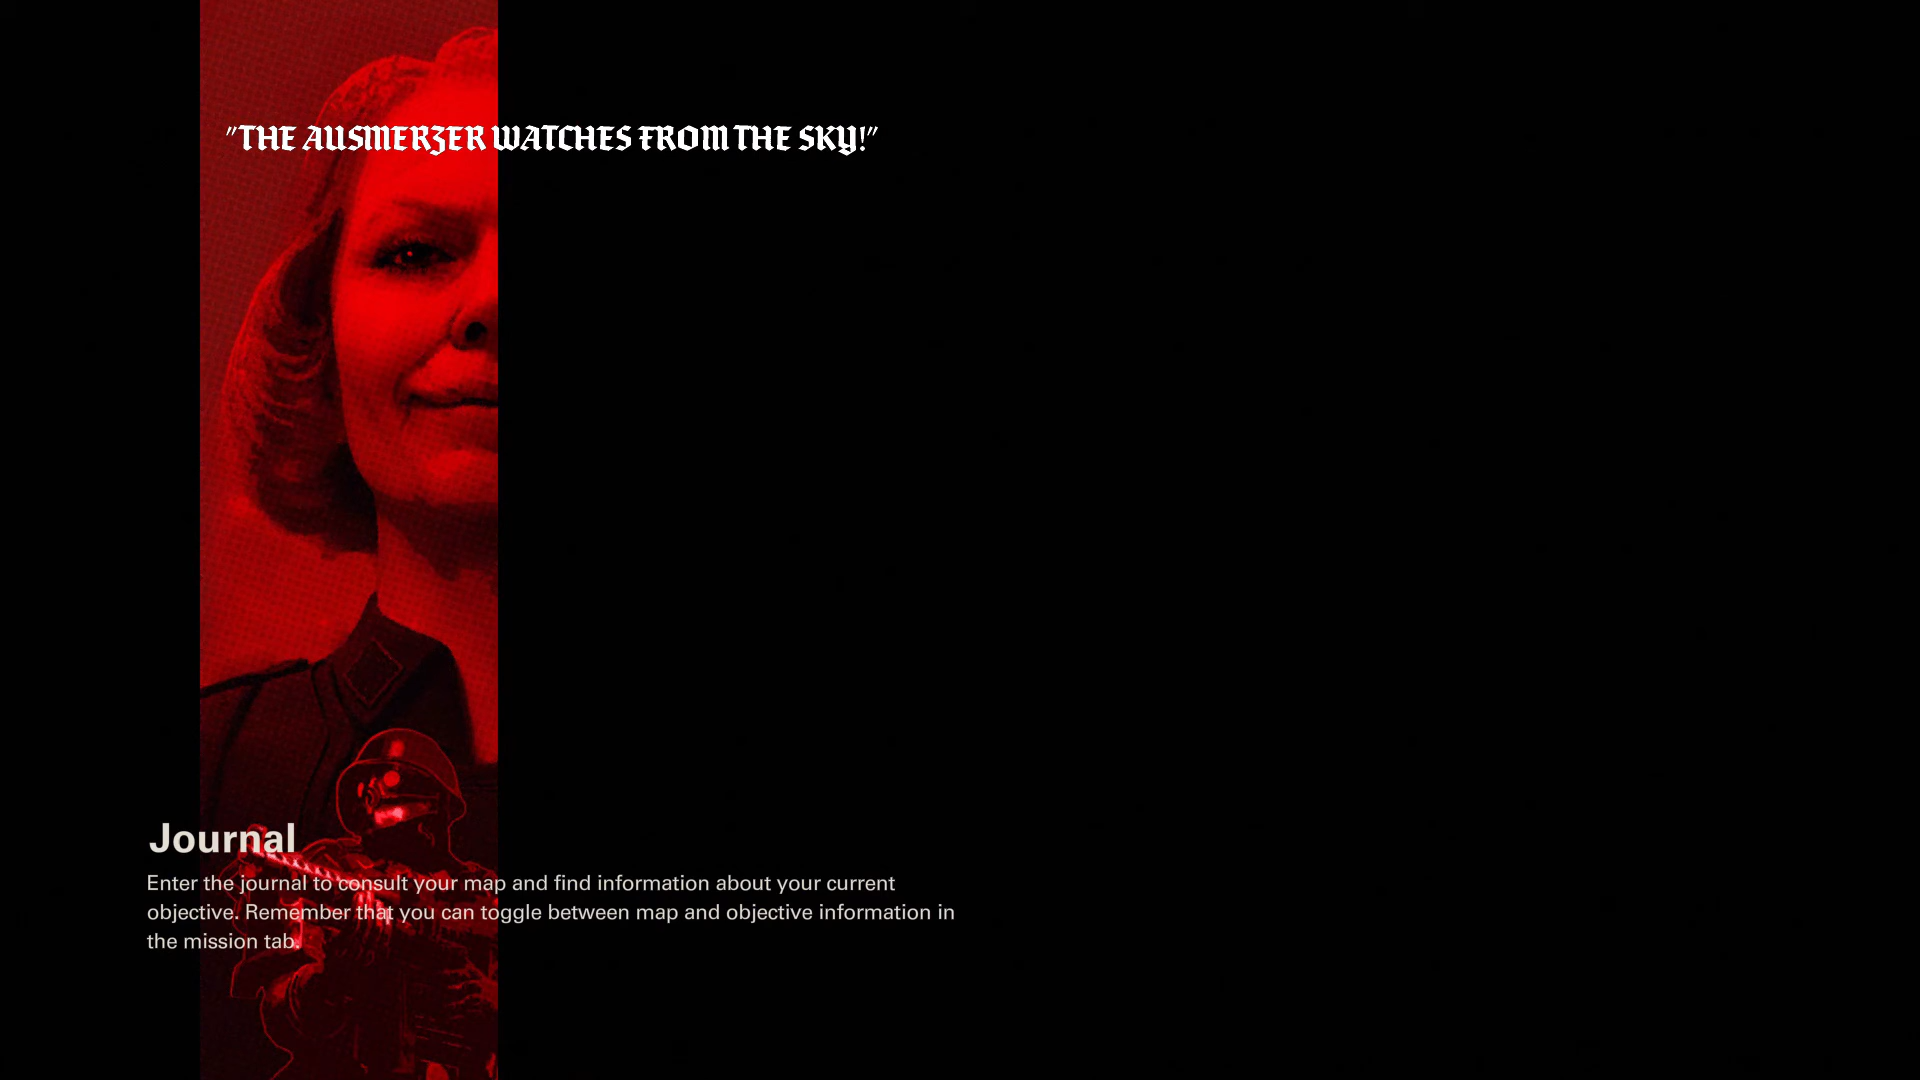 "THE AUSMERZER WATCHES FROM THE SKY!"
Journal
Enter the journal to consult your map and find information about your current
objective. Remember that you can toggle between map and objective information in
the mission tab.